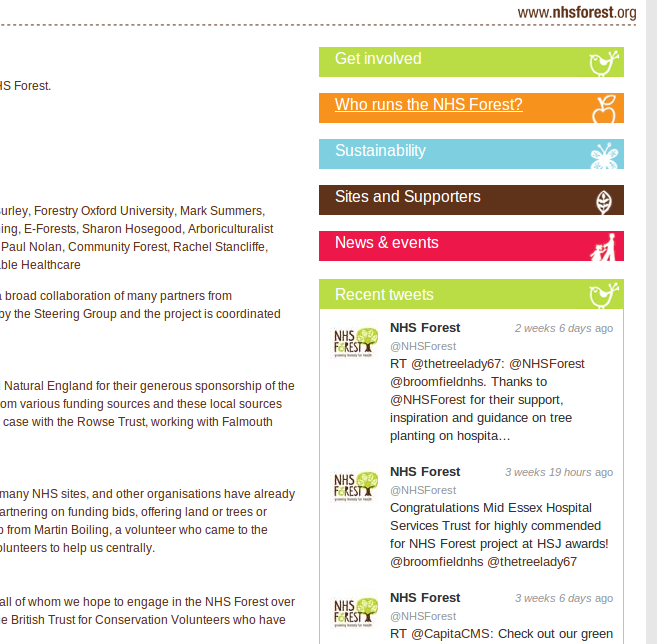 www.nhsforest.org
HS Forest.
urley, Forestry Oxford University, Mark Summers,
ing, E-Forests, Sharon Hosegood, Arboriculturalist
Paul Nolan, Community Forest, Rachel Stancliffe,
ble Healthcare
a broad collaboration of many partners from
by the Steering Group and the project is coordinated
Natural England for their generous sponsorship of the
om various funding sources and these local sources
case with the Rowse Trust, working with Falmouth
many NHS sites, and other organisations have already
artnering on funding bids, offering land or trees or
p from Martin Boiling, a volunteer who came to the
olunteers to help us centrally.
all of whom we hope to engage in the NHS Forest over
e British Trust for Conservation Volunteers who have
Get involved
Who runs the NHS Forest?
Sustainability
Sites and Supporters
News & events
Recent tweets
NHS FOREST
growing forests for health
NHS Forest 2 weeks 6 days ago
@NHSForest
RT @thetreelady67: @NHSForest
@broomfieldnhs. Thanks to
@NHSForest for their support,
inspiration and guidance on tree
planting on hospita…
NHS FOREST
growing forests for health
NHS Forest 3 weeks 19 hours ago
@NHSForest
Congratulations Mid Essex Hospital
Services Trust for highly commended
for NHS Forest project at HSJ awards!
@broomfieldnhs @thetreelady67
NHS FOREST
growing forests for health
NHS Forest 3 weeks 6 days ago
@NHSForest
RT @CapitaCMS: Check out our green